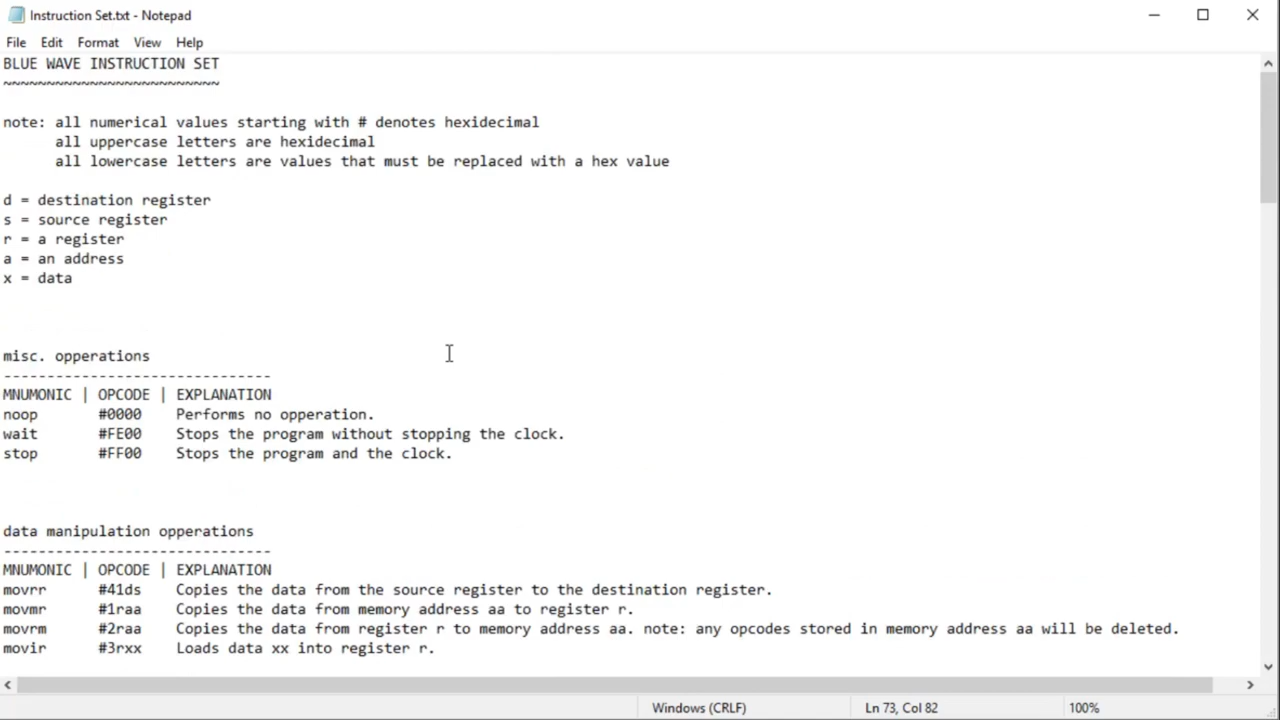 Instruction Set.txt - Notepad
File Edit Format View Help
BLUE WAVE INSTRUCTION SET
~~~~~~~~~~~~~~~~~~~~~~~~~
note: all numerical values starting with # denotes hexidecimal
all uppercase letters are hexidecimal
all lowercase letters are values that must be replaced with a hex value
d = destination register
s = source register
r = a register
a = an address
x = data
misc. opperations
-------------------------------
MNUMONIC | OPCODE | EXPLANATION
noop #0000 Performs no opperation.
wait #FE00 Stops the program without stopping the clock.
stop #FF00 Stops the program and the clock.
data manipulation opperations
-------------------------------
MNUMONIC | OPCODE | EXPLANATION
movrr #41ds Copies the data from the source register to the destination register.
movmr #1raa Copies the data from memory address aa to register r.
movrm #2raa Copies the data from register r to memory address aa. note: any opcodes stored in memory address aa will be deleted.
movir #3rxx Loads data xx into register r.
Windows (CRLF) Ln 73, Col 82 100%